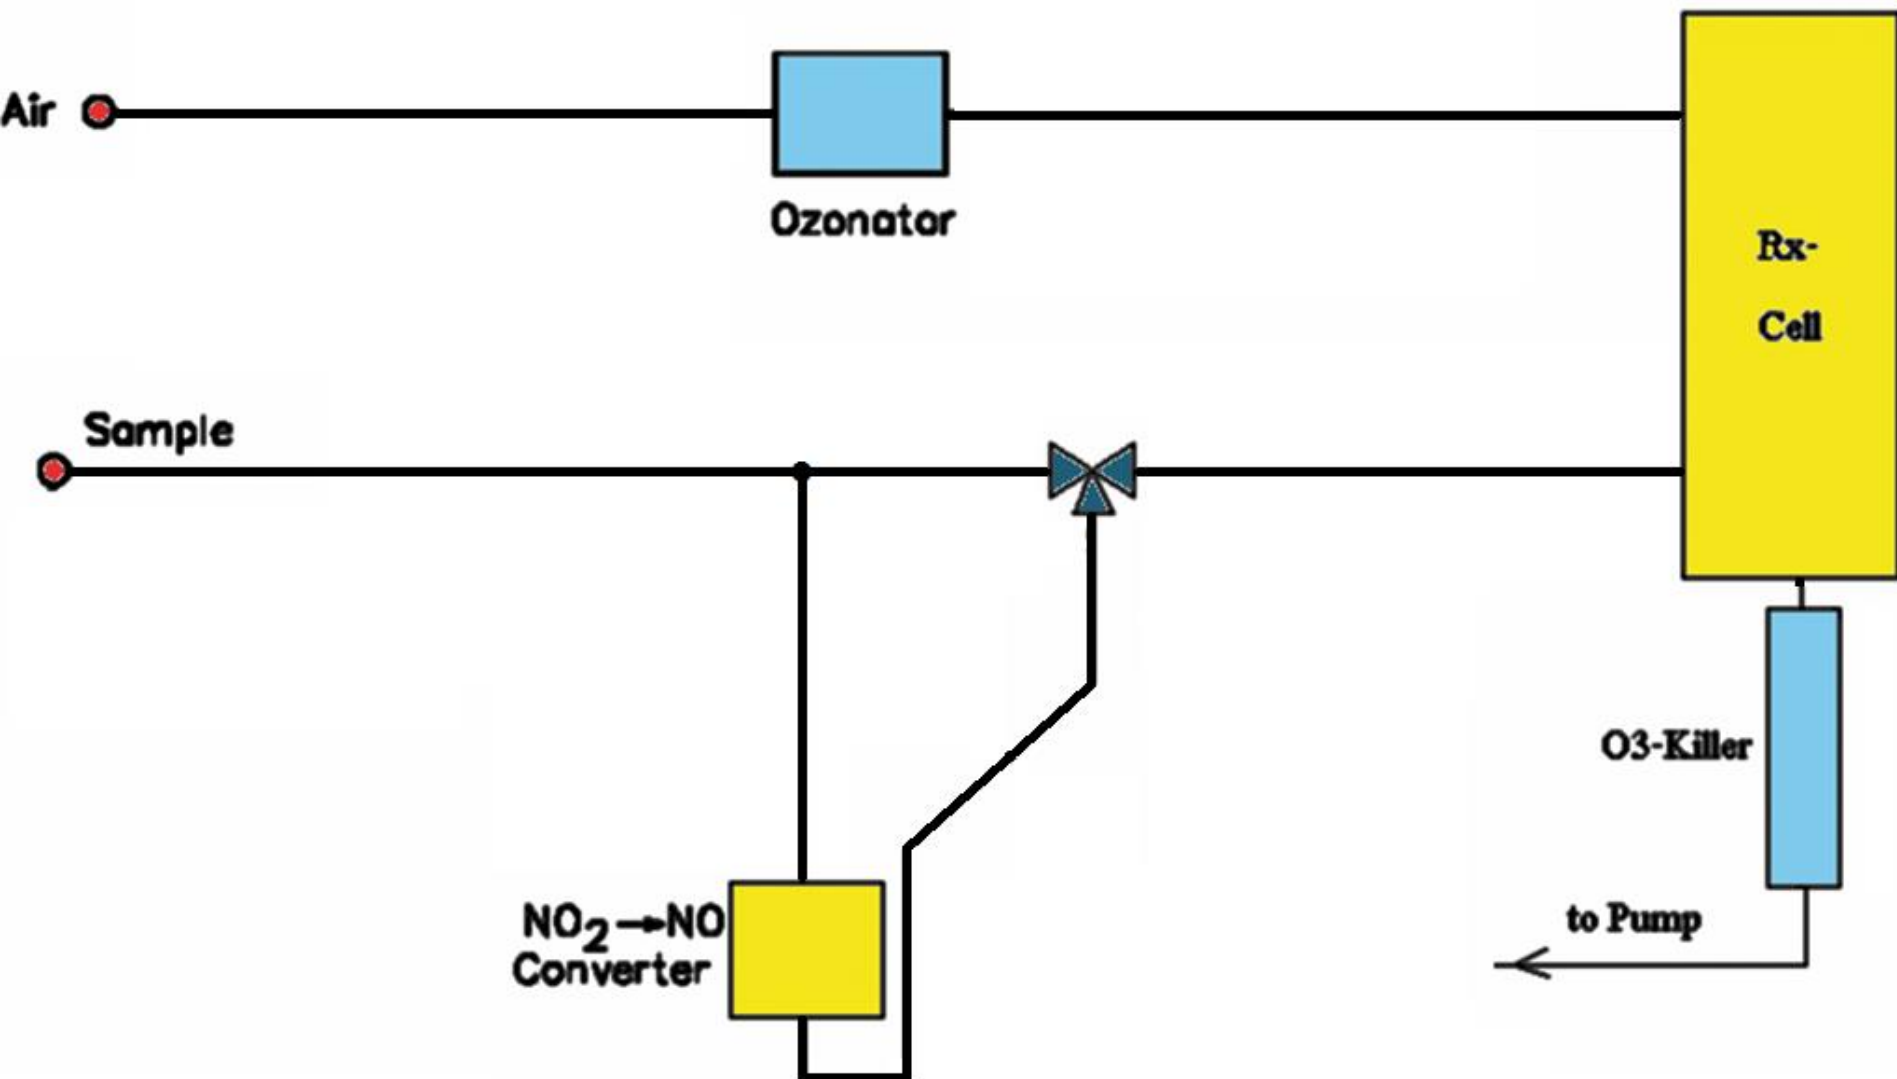 Air
Ozonator
Rx-
Cell
Sample
O3-Killer
NO₂→NO
Converter
to Pump